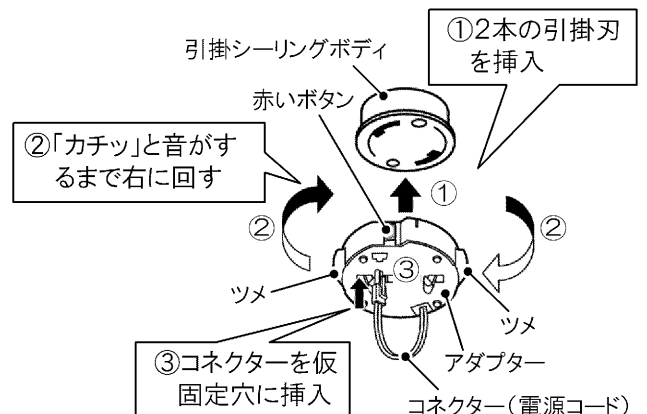 ①2本の引掛刃
を挿入
引掛シーリングボディ
赤いボタン
②「カチッ」と音がす
るまで右に回す
①
②
②
③
ツメ
ツメ
アダプター
③コネクターを仮
固定穴に挿入
コネクター(電源コード)